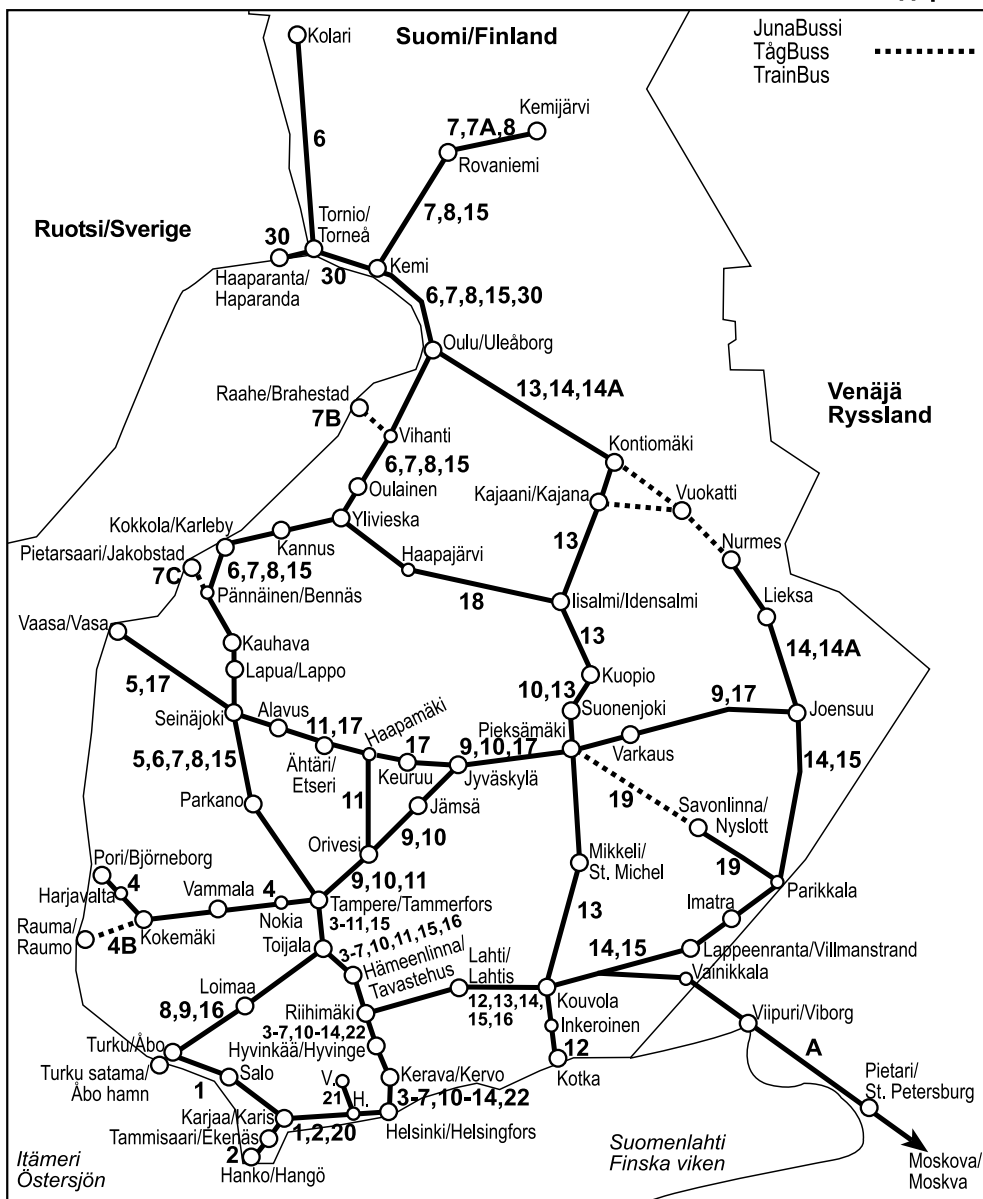 Suomi/Finland
JunaBussi
TågBuss
TrainBus
Kolari
6
Kemijärvi
7,7A,8
Rovaniemi
7,8,15
Ruotsi/Sverige
Tornio/
Torneå
30
Haaparanta/
Haparanda
30
Kemi
6,7,8,15,30
Oulu/Uleåborg
13,14,14A
Venäjä
Ryssland
Raahe/Brahestad
7B
Vihanti
6,7,8,15
Oulainen
Kontiomäki
Kajaani/Kajana
Vuokatti
Kokkola/Karleby
Ylivieska
Kannus
Pietarsaari/Jakobstad
7C
6,7,8,15
Haapajärvi
13
Nurmes
Pännäinen/Bennäs
18
Iisalmi/Idensalmi
Lieksa
Vaasa/Vasa
Kauhava
13
14,14A
Lapua/Lappo
Kuopio
5,17
10,13
9,17
Seinäjoki
Alavus
11,17
Haapamäki
Suonenjoki
Joensuu
Pieksämäki
Varkaus
Ähtäri/
Etseri
17
Keuruu
9,10,17
Jyväskylä
5,6,7,8,15
14,15
Parkano
11
Jämsä
19
Savonlinna/
Nyslott
9,10
Orivesi
Mikkeli/
St. Michel
19
Pori/Björneborg
4
Harjavalta
Vammala
4
9,10,11
Parikkala
Tampere/Tammerfors
Imatra
13
Rauma/
Raumo
4B
Kokemäki
Nokia
3-11,15
Toijala
3-7,10,11,15,16
14,15
Lappeenranta/Villmanstrand
Hämeenlinna/
Tavastehus
Lahti/
Lahtis
Vainikkala
Loimaa
12,13,14,
15,16
Kouvola
Riihimäki
8,9,16
3-7,10-14,22
Inkeroinen
Viipuri/Viborg
Hyvinkää/Hyvinge
12
Turku/Åbo
Kotka
A
Turku satama/
Åbo hamn
Salo
1
V.
21
H.
Kerava/Kervo
3-7,10-14,22
Pietari/
St. Petersburg
Karjaa/Karis
1,2,20
Helsinki/Helsingfors
Tammisaari/Ekenäs
2
Hanko/Hangö
Itämeri
Östersjön
Suomenlahti
Finska viken
Moskova/
Moskva